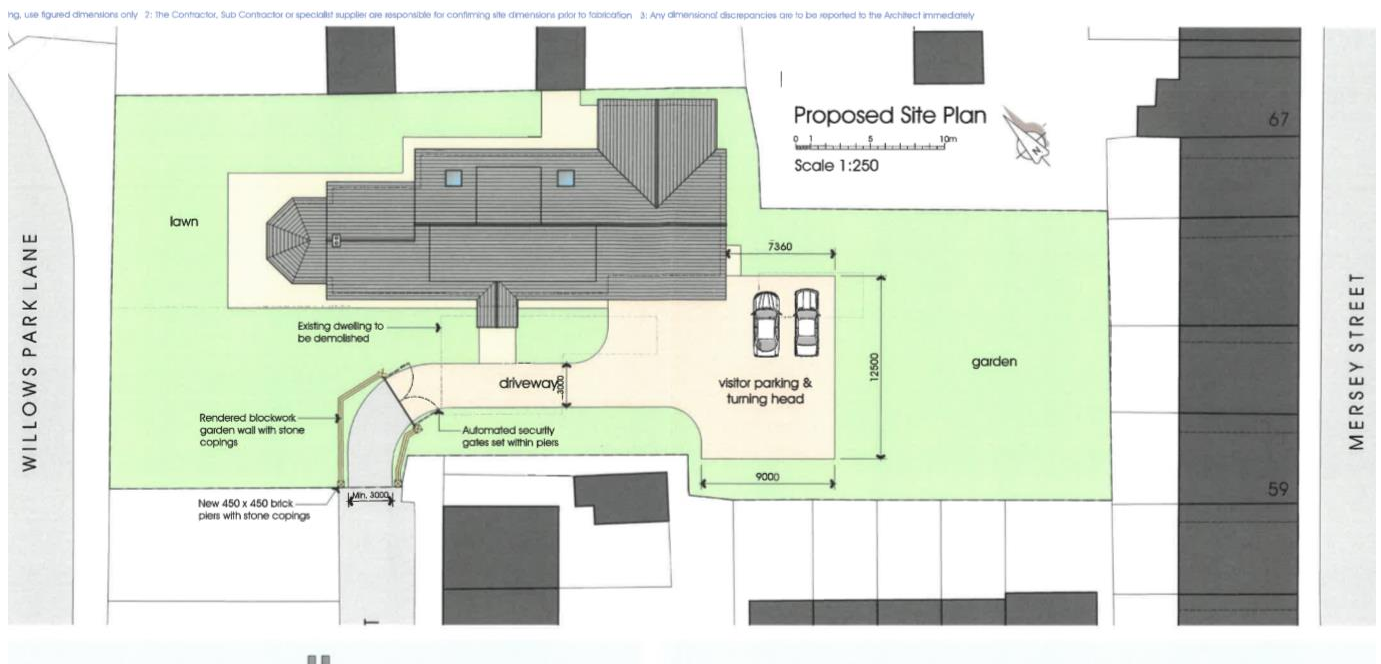 ng, use figured dimensions only 2: The Contractor, Sub Contractor or specialist supplier are responsible for confirming site dimensions prior to fabrication 3: Any dimensional discrepancies are to be reported to the Architect immediately
Proposed Site Plan
0 1 5 10m
Scale 1:250
N
67
lawn
WILLOWS PARK LANE
7360
MERSEY STREET
Existing dwelling to
be demolished
driveway
3000
visitor parking &
turning head
12500
garden
Rendered blockwork
garden wall with stone
copings
Automated security
gates set within piers
9000
59
Min. 3000
New 450 x 450 brick
piers with stone copings
T